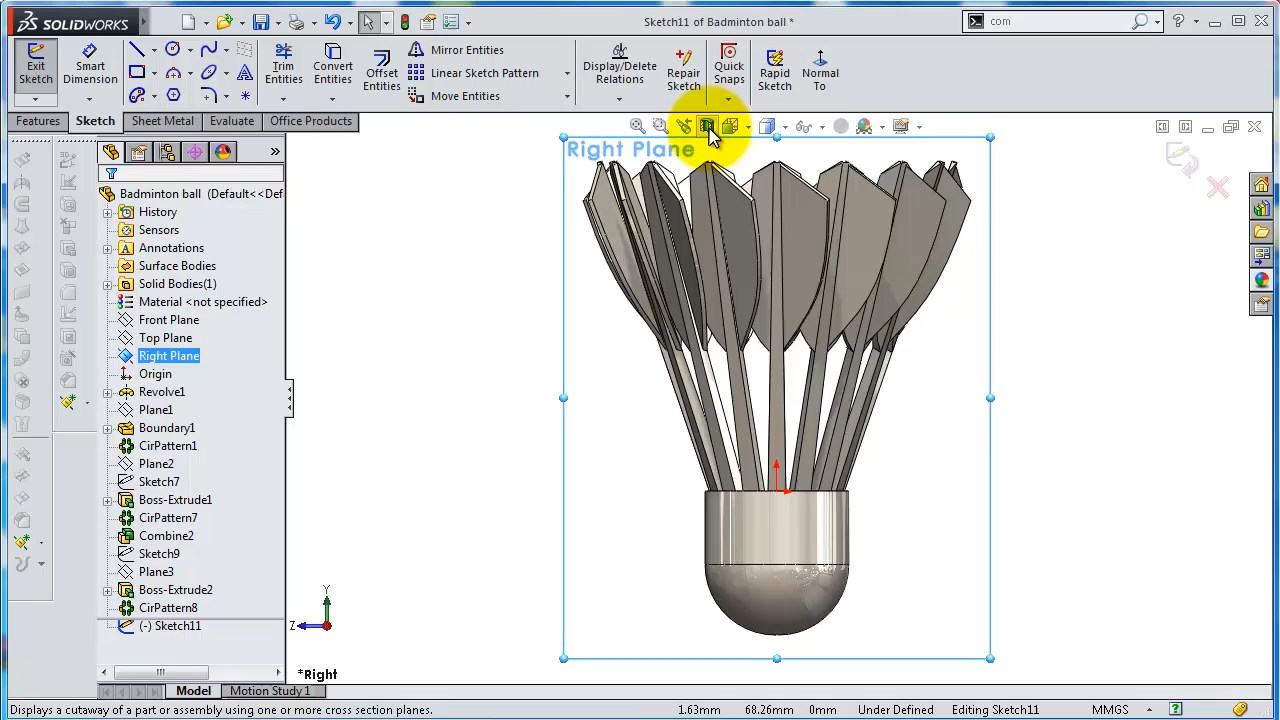 SOLIDWORKS
Sketch11 of Badminton ball *
com
Exit Sketch
Smart Dimension
Trim Entities
Convert Entities
Offset Entities
Mirror Entities
Linear Sketch Pattern
Move Entities
Display/Delete Relations
Repair Sketch
Quick Snaps
Rapid Sketch
Normal To
Features
Sketch
Sheet Metal
Evaluate
Office Products
Right Plane
Badminton ball (Default<<Def
History
Sensors
Annotations
Surface Bodies
Solid Bodies(1)
Material <not specified>
Front Plane
Top Plane
Right Plane
Origin
Revolve1
Plane1
Boundary1
CirPattern1
Plane2
Sketch7
Boss-Extrude1
CirPattern7
Combine2
Sketch9
Plane3
Boss-Extrude2
CirPattern8
(-) Sketch11
Y
Z
*Right
Model
Motion Study 1
Displays a cutaway of a part or assembly using one or more cross section planes.
1.63mm
68.26mm
0mm
Under Defined
Editing Sketch11
MMGS